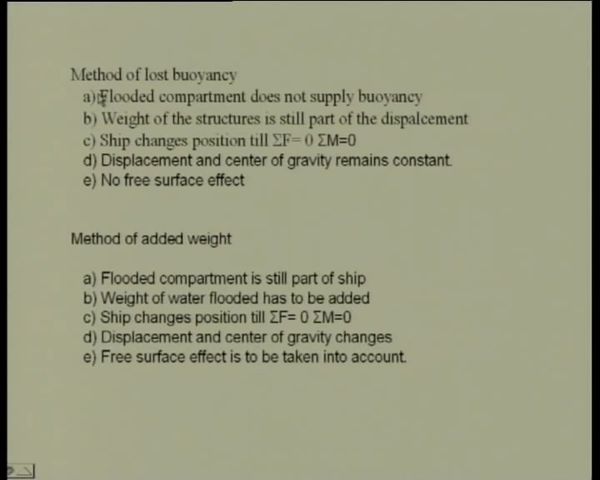 Method of lost buoyancy
a) Flooded compartment does not supply buoyancy
b) Weight of the structures is still part of the dispalcement
c) Ship changes position till ΣF= 0 ΣM=0
d) Displacement and center of gravity remains constant.
e) No free surface effect
Method of added weight
a) Flooded compartment is still part of ship
b) Weight of water flooded has to be added
c) Ship changes position till ΣF= 0 ΣM=0
d) Displacement and center of gravity changes
e) Free surface effect is to be taken into account.